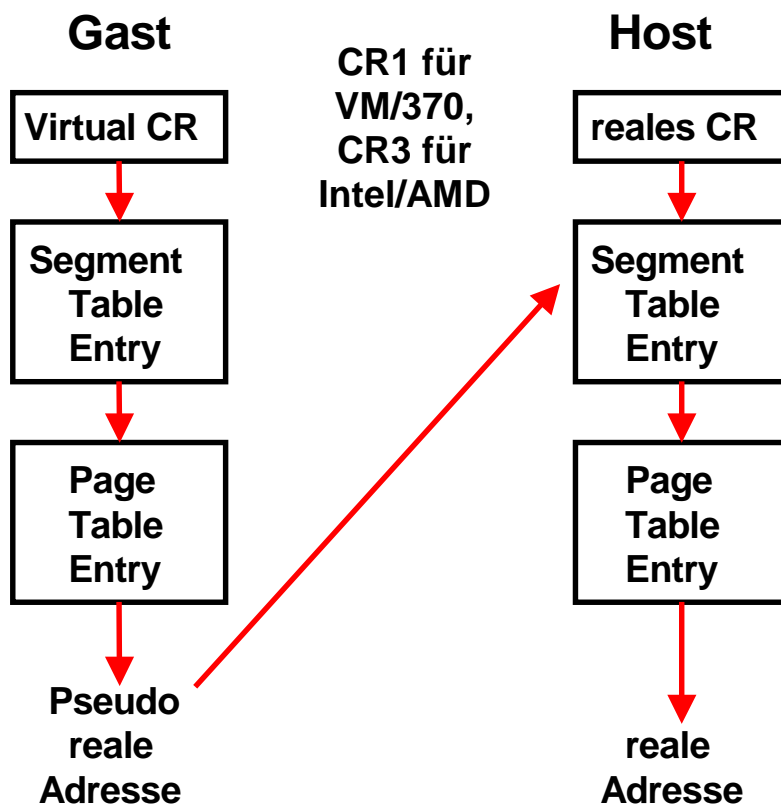 Gast
Host
CR1 für
VM/370,
CR3 für
Intel/AMD
Virtual CR
reales CR
Segment
Table
Entry
Segment
Table
Entry
Page
Table
Entry
Page
Table
Entry
Pseudo
reale
Adresse
reale
Adresse